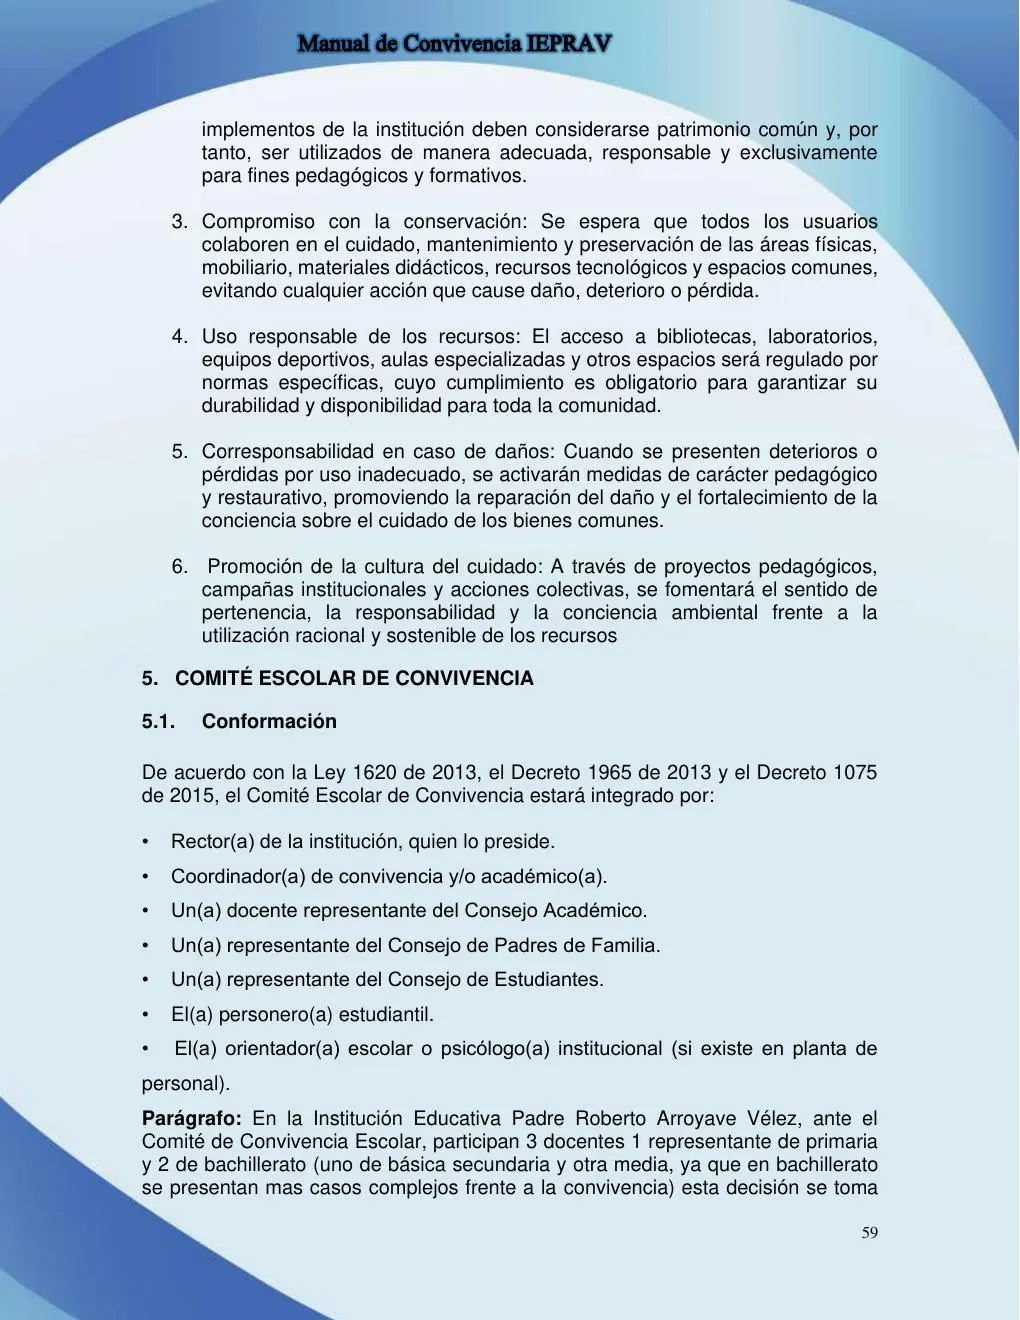 Manual de Convivencia IEPRAV
implementos de la institución deben considerarse patrimonio común y, por
tanto, ser utilizados de manera adecuada, responsable y exclusivamente
para fines pedagógicos y formativos.
3. Compromiso con la conservación: Se espera que todos los usuarios
colaboren en el cuidado, mantenimiento y preservación de las áreas físicas,
mobiliario, materiales didácticos, recursos tecnológicos y espacios comunes,
evitando cualquier acción que cause daño, deterioro o pérdida.
4. Uso responsable de los recursos: El acceso a bibliotecas, laboratorios,
equipos deportivos, aulas especializadas y otros espacios será regulado por
normas específicas, cuyo cumplimiento es obligatorio para garantizar su
durabilidad y disponibilidad para toda la comunidad.
5. Corresponsabilidad en caso de daños: Cuando se presenten deterioros o
pérdidas por uso inadecuado, se activarán medidas de carácter pedagógico
y restaurativo, promoviendo la reparación del daño y el fortalecimiento de la
conciencia sobre el cuidado de los bienes comunes.
6. Promoción de la cultura del cuidado: A través de proyectos pedagógicos,
campañas institucionales y acciones colectivas, se fomentará el sentido de
pertenencia, la responsabilidad y la conciencia ambiental frente a la
utilización racional y sostenible de los recursos
5. COMITÉ ESCOLAR DE CONVIVENCIA
5.1. Conformación
De acuerdo con la Ley 1620 de 2013, el Decreto 1965 de 2013 y el Decreto 1075
de 2015, el Comité Escolar de Convivencia estará integrado por:
• Rector(a) de la institución, quien lo preside.
• Coordinador(a) de convivencia y/o académico(a).
• Un(a) docente representante del Consejo Académico.
• Un(a) representante del Consejo de Padres de Familia.
• Un(a) representante del Consejo de Estudiantes.
• El(a) personero(a) estudiantil.
• El(a) orientador(a) escolar o psicólogo(a) institucional (si existe en planta de
personal).
Parágrafo: En la Institución Educativa Padre Roberto Arroyave Vélez, ante el
Comité de Convivencia Escolar, participan 3 docentes 1 representante de primaria
y 2 de bachillerato (uno de básica secundaria y otra media, ya que en bachillerato
se presentan mas casos complejos frente a la convivencia) esta decisión se toma
59